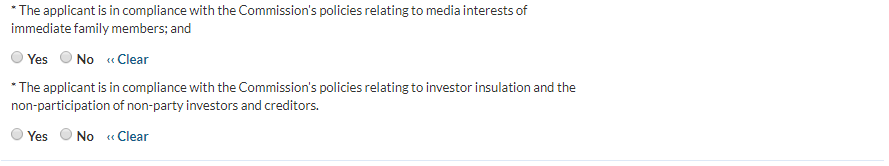 * The applicant is in compliance with the Commission's policies relating to media interests of
immediate family members; and
Yes No ‹‹ Clear
* The applicant is in compliance with the Commission's policies relating to investor insulation and the
non-participation of non-party investors and creditors.
Yes No ‹‹ Clear